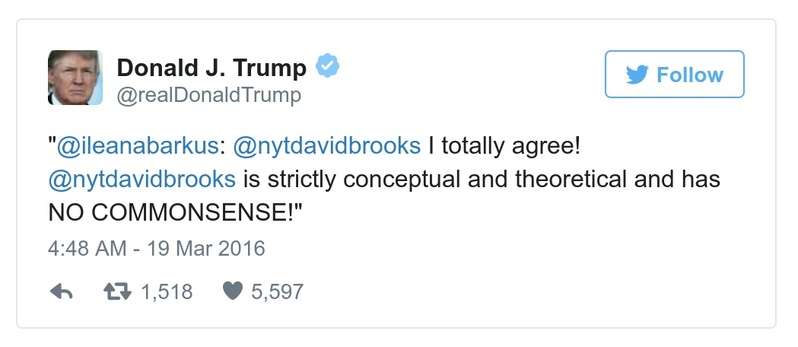 Donald J. Trump
@realDonaldTrump
Follow
"@ileanabarkus: @nytdavidbrooks I totally agree!
@nytdavidbrooks is strictly conceptual and theoretical and has
NO COMMONSENSE!"
4:48 AM - 19 Mar 2016
1,518 5,597